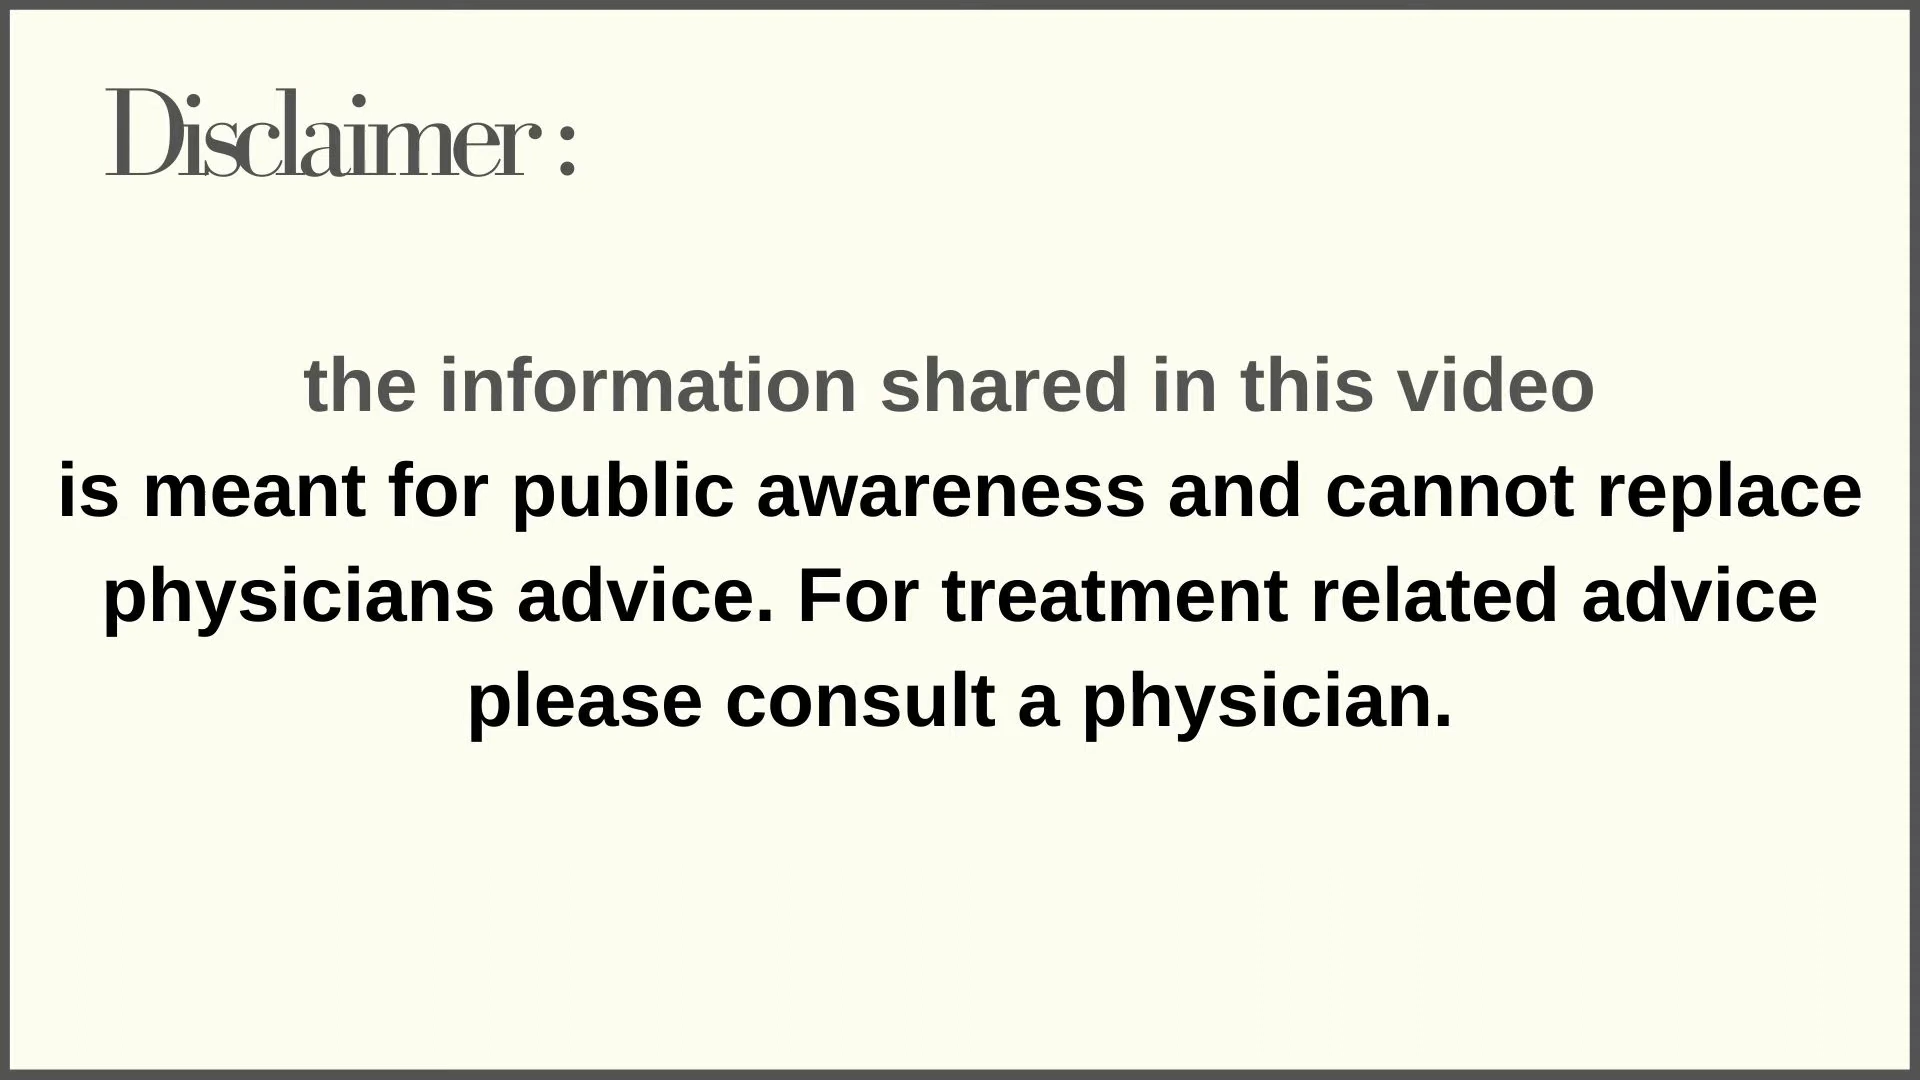 Disclaimer :
the information shared in this video
is meant for public awareness and cannot replace
physicians advice. For treatment related advice
please consult a physician.